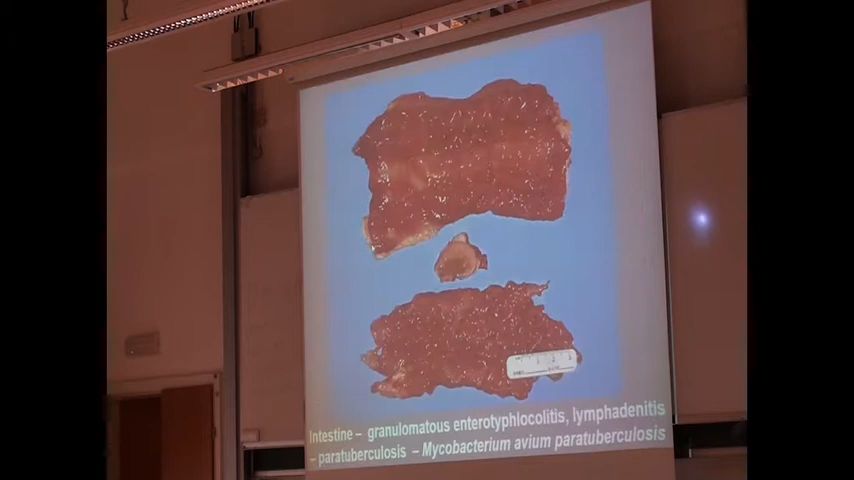 Intestine – granulomatous enterotyphlocolitis, lymphadenitis
– paratuberculosis – Mycobacterium avium paratuberculosis